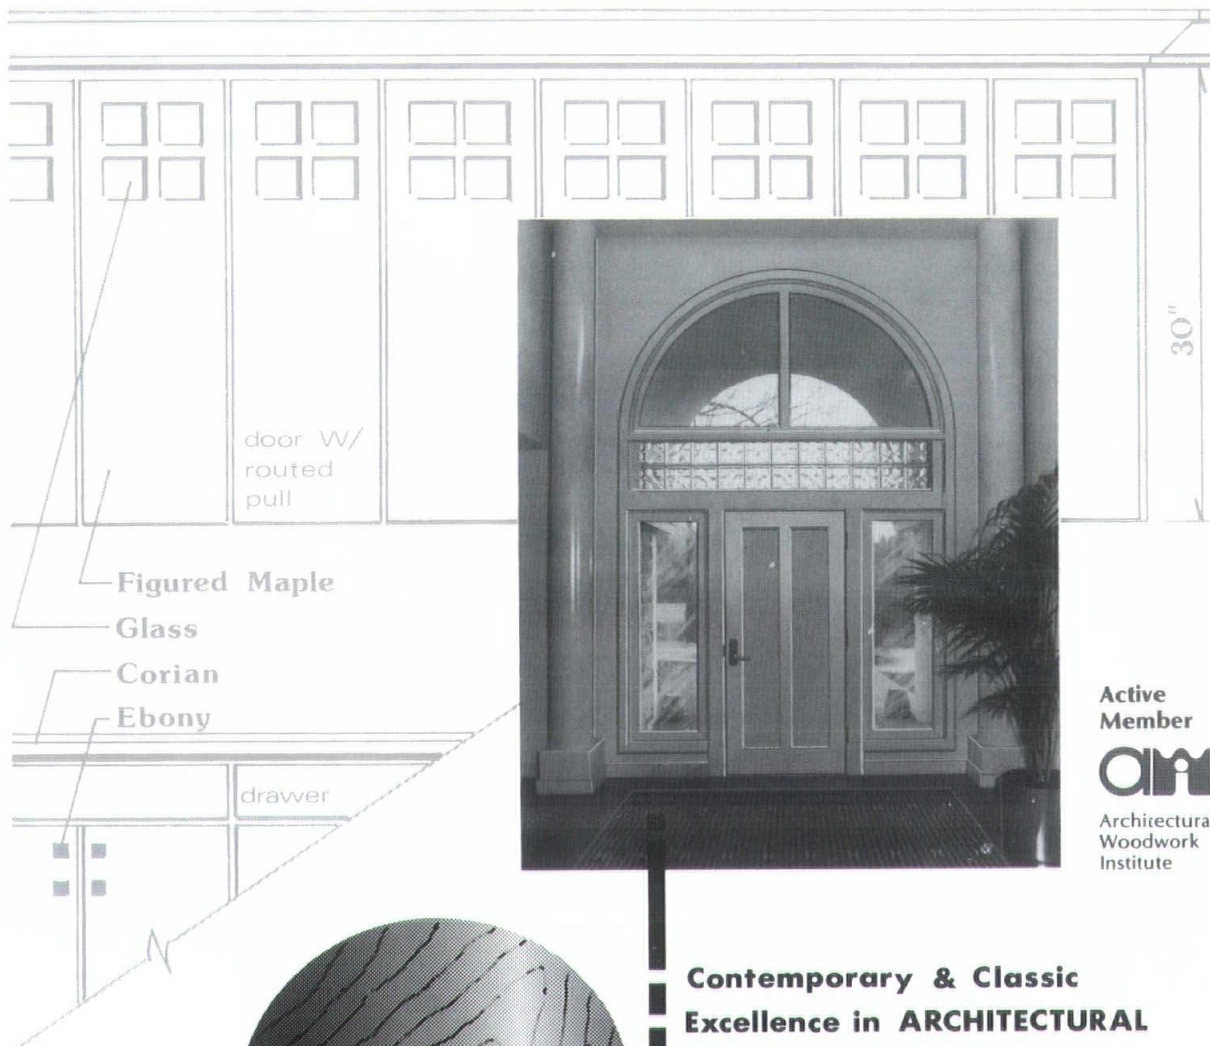 30"
door W/
routed
pull
Figured Maple
Glass
Corian
Ebony
drawer
Active
Member
Architectura
Woodwork
Institute
Contemporary & Classic
Excellence in ARCHITECTURAL